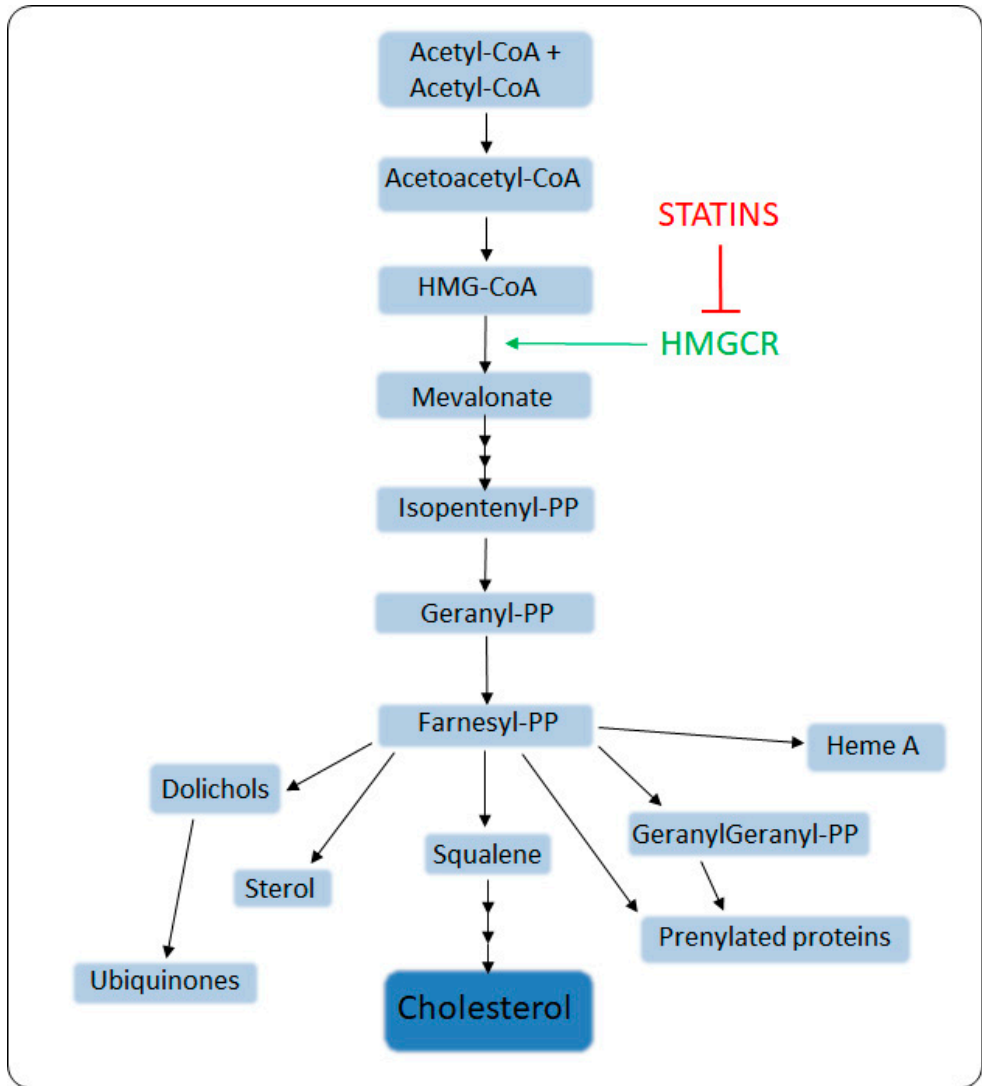 Acetyl-CoA +
Acetyl-CoA
Acetoacetyl-CoA
STATINS
HMG-CoA
HMGCR
Mevalonate
Isopentenyl-PP
Geranyl-PP
Farnesyl-PP
Heme A
Dolichols
GeranylGeranyl-PP
Squalene
Sterol
Prenylated proteins
Ubiquinones
Cholesterol